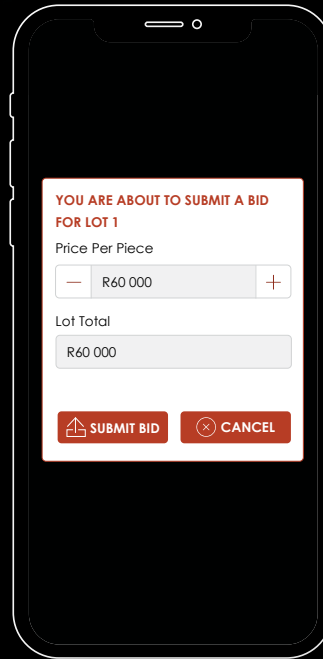 YOU ARE ABOUT TO SUBMIT A BID
FOR LOT 1
Price Per Piece
R60 000
Lot Total
R60 000
SUBMIT BID
CANCEL